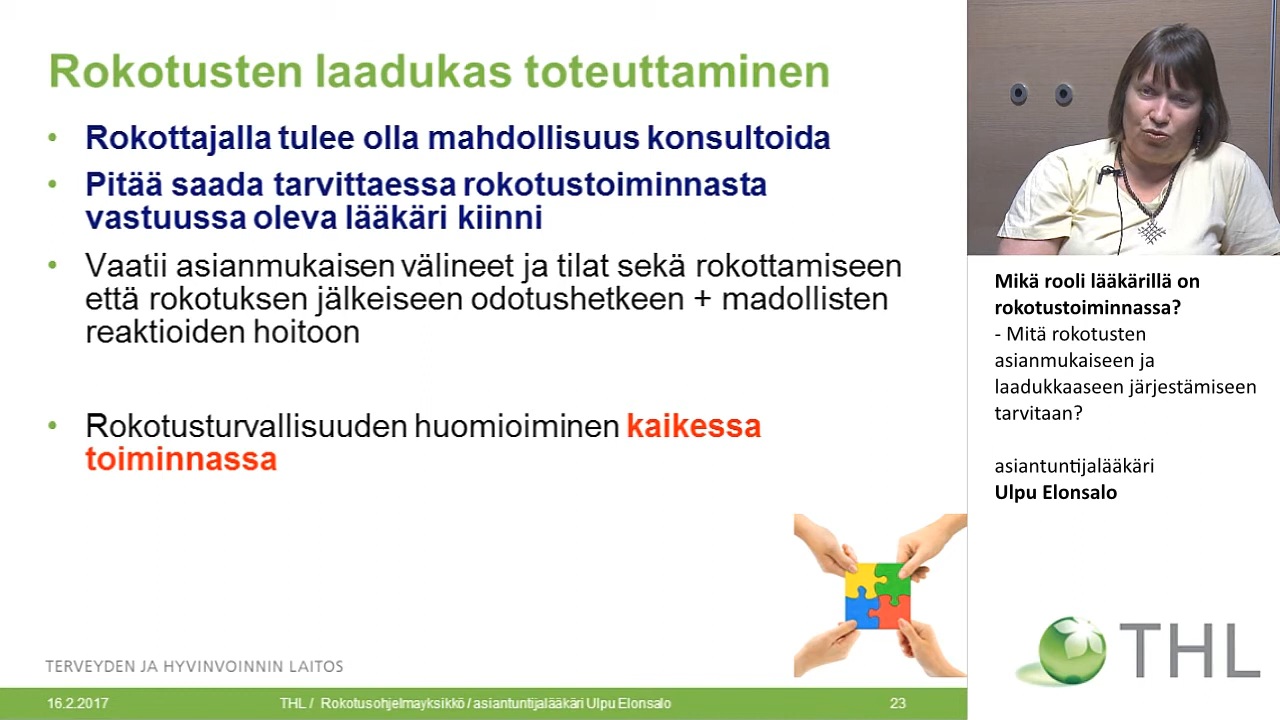 Rokotusten laadukas toteuttaminen
• Rokottajalla tulee olla mahdollisuus konsultoida
• Pitää saada tarvittaessa rokotustoiminnasta
vastuussa oleva lääkäri kiinni
• Vaatii asianmukaisen välineet ja tilat sekä rokottamiseen
että rokotuksen jälkeiseen odotushetkeen + madollisten
reaktioiden hoitoon
• Rokotusturvallisuuden huomioiminen kaikessa
toiminnassa
TERVEYDEN JA HYVINVOINNIN LAITOS
16.2.2017 THL / Rokotusohjelmayksikkö / asiantuntijalääkäri Ulpu Elonsalo 23
Mikä rooli lääkärillä on
rokotustoiminnassa?
- Mitä rokotusten
asianmukaiseen ja
laadukkaaseen järjestämiseen
tarvitaan?
asiantuntijalääkäri
Ulpu Elonsalo
THL